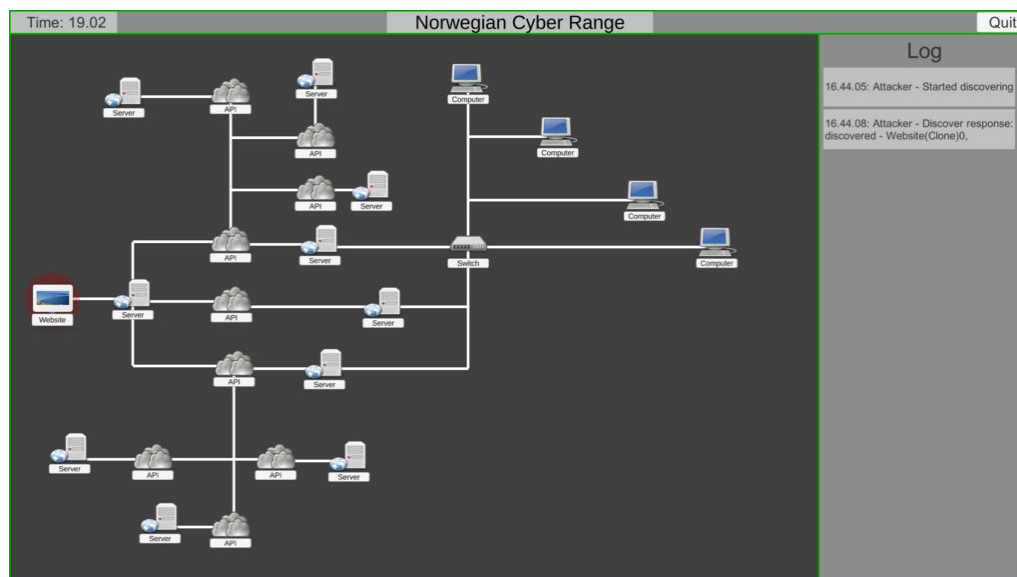 Time: 19.02
Norwegian Cyber Range
Quit
Log
16.44.05: Attacker - Started discovering
16.44.08: Attacker - Discover response:
discovered - Website(Clone)0,
Server
API
Server
Computer
API
Computer
API
Server
Computer
API
Server
Switch
Computer
Website
Server
API
Server
API
Server
Server
API
API
Server
Server
API